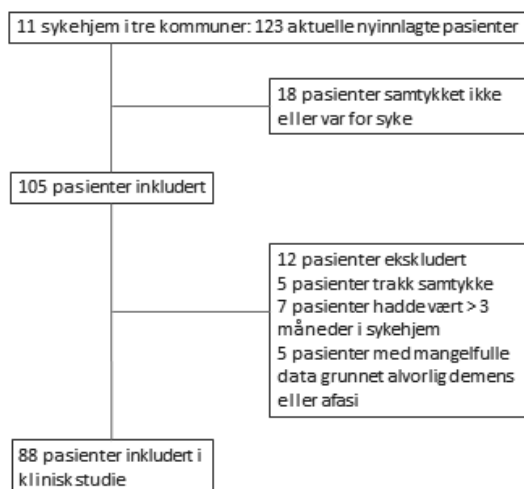 11 sykehjem i tre kommuner: 123 aktuelle nyinnlagte pasienter
18 pasienter samtykket ikke
eller var for syke
105 pasienter inkludert
12 pasienter ekskludert
5 pasienter trakk samtykke
7 pasienter hadde vært > 3
måneder i sykehjem
5 pasienter med mangelfulle
data grunnet alvorlig demens
eller afasi
88 pasienter inkludert i
klinisk studie